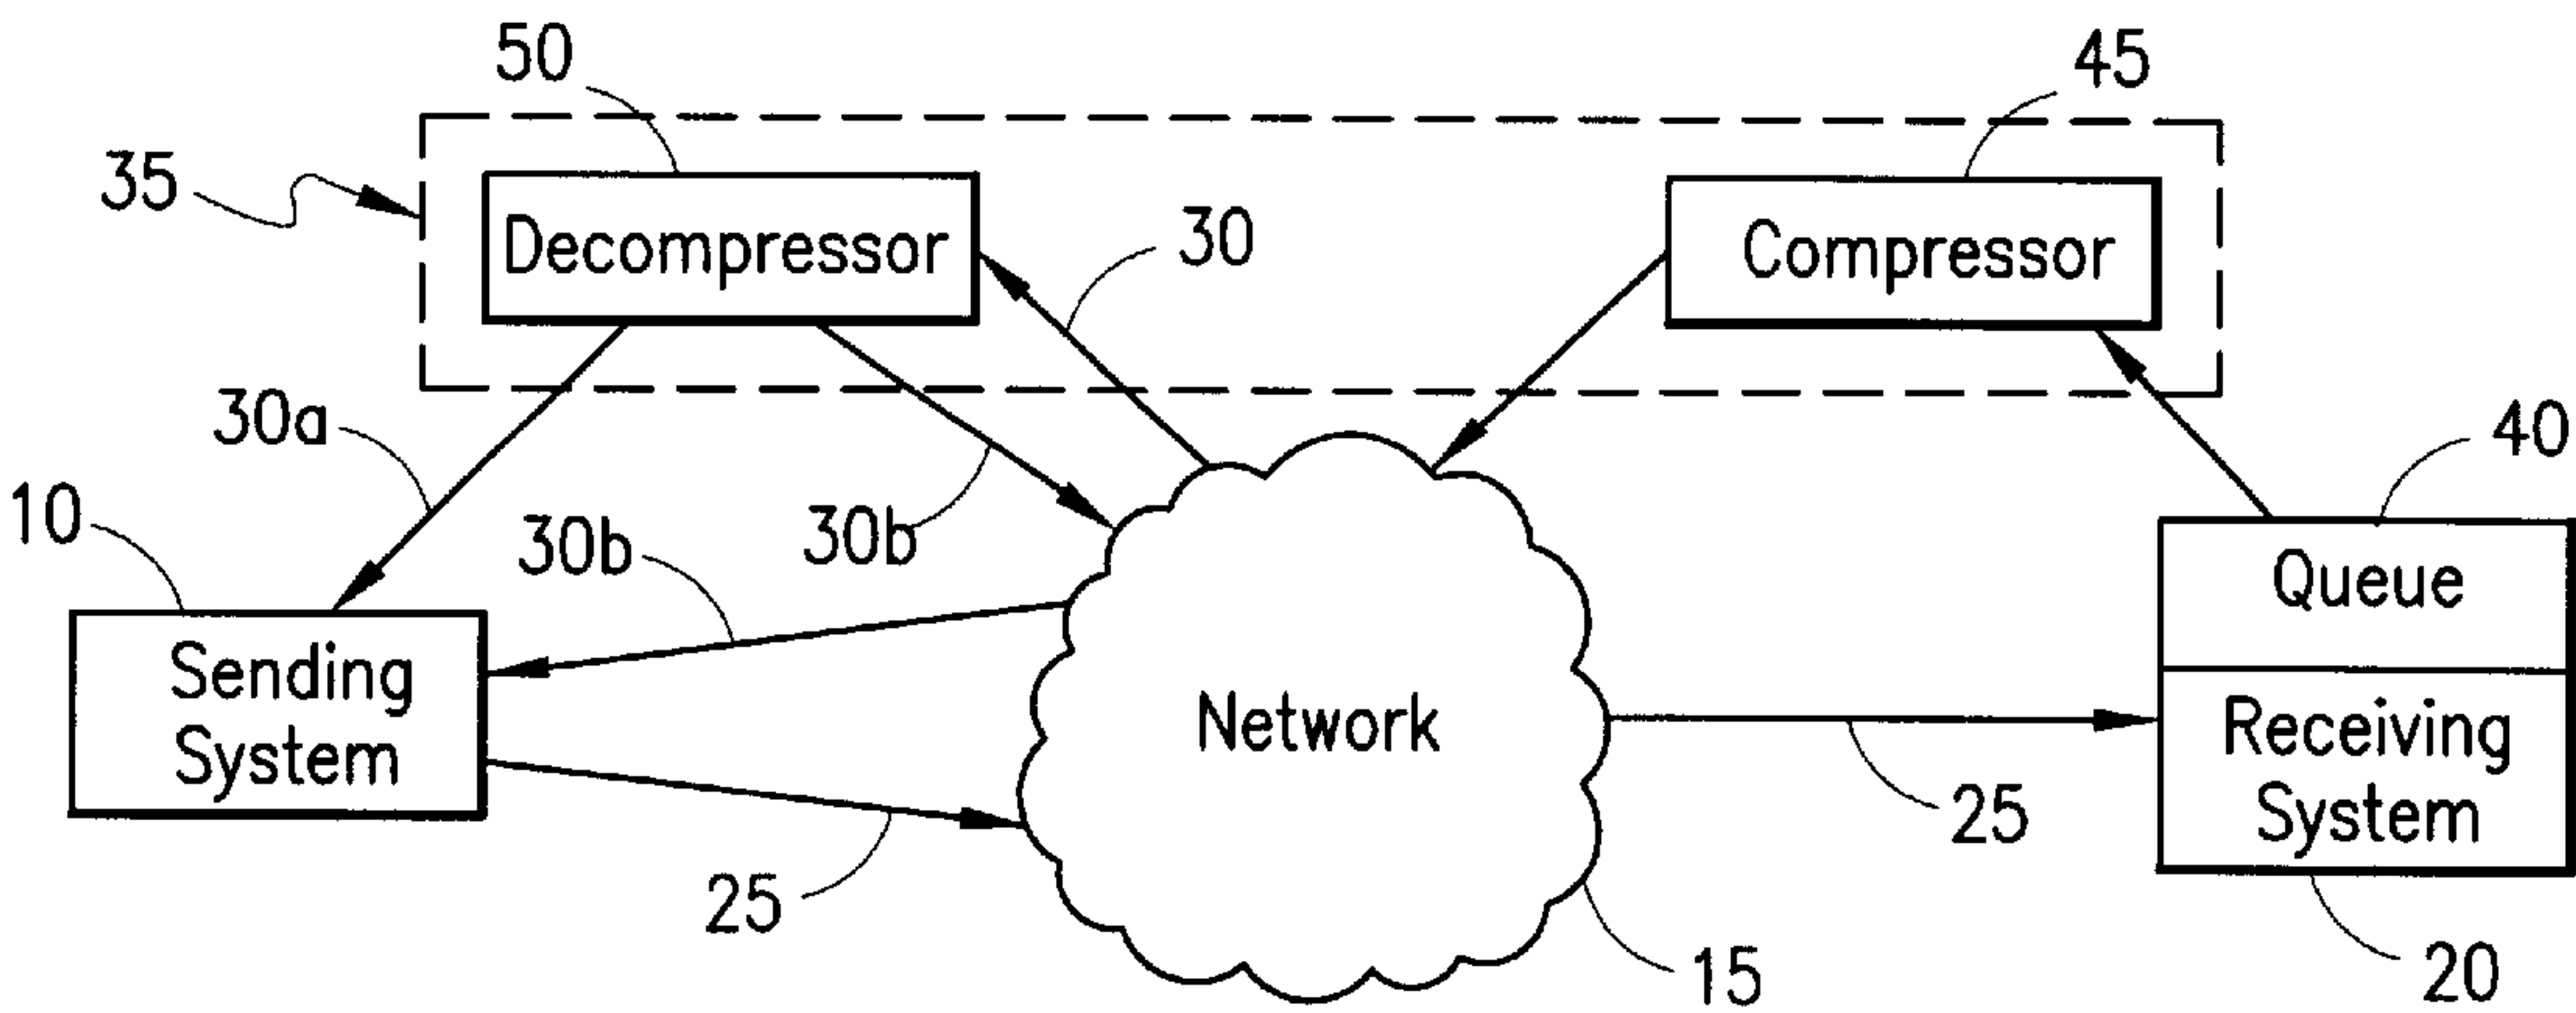 50
45
35
Decompressor
30
Compressor
30a
40
10
30b
30b
Queue
Sending
System
Network
Receiving
System
25
25
15
20